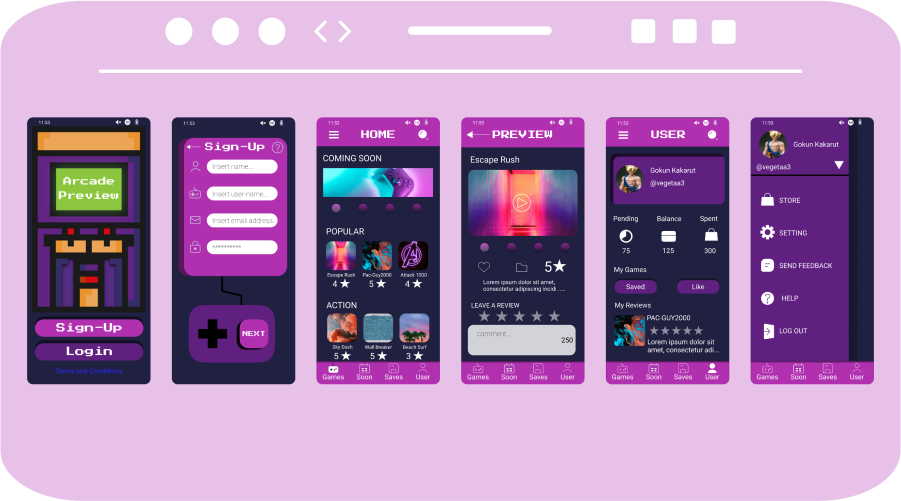 11:53
Arcade
Preview
Sign-Up
Login
Terms and Conditions
11:53
Sign-Up
?
Insert name...
Insert user-name...
Insert email address
**********
NEXT
11:53
HOME
COMING SOON
POPULAR
Escape Rush
Pac-Guy2000
Attack 1000
4
5
4
ACTION
Sky Dash
Wall Breaker
Beach Surf
5
5
3
Games
Soon
Saves
User
11:53
PREVIEW
Escape Rush
5
Lorem ipsum dolor sit amet,
consectetur adipiscing incidi .....
LEAVE A REVIEW
comment...
250
Games
Soon
Saves
User
11:53
USER
Gokun Kakarut
@vegetaa3
Pending
Balance
Spent
75
125
300
My Games
Saved
Like
My Reviews
PAC-GUY2000
Lorem ipsum dolor si
amet, consectetu adi...
Games
Soon
Saves
User
11:53
Gokun Kakarut
@vegetaa3
STORE
SETTING
SEND FEEDBACK
?
HELP
LOG OUT
Games
Soon
Saves
User